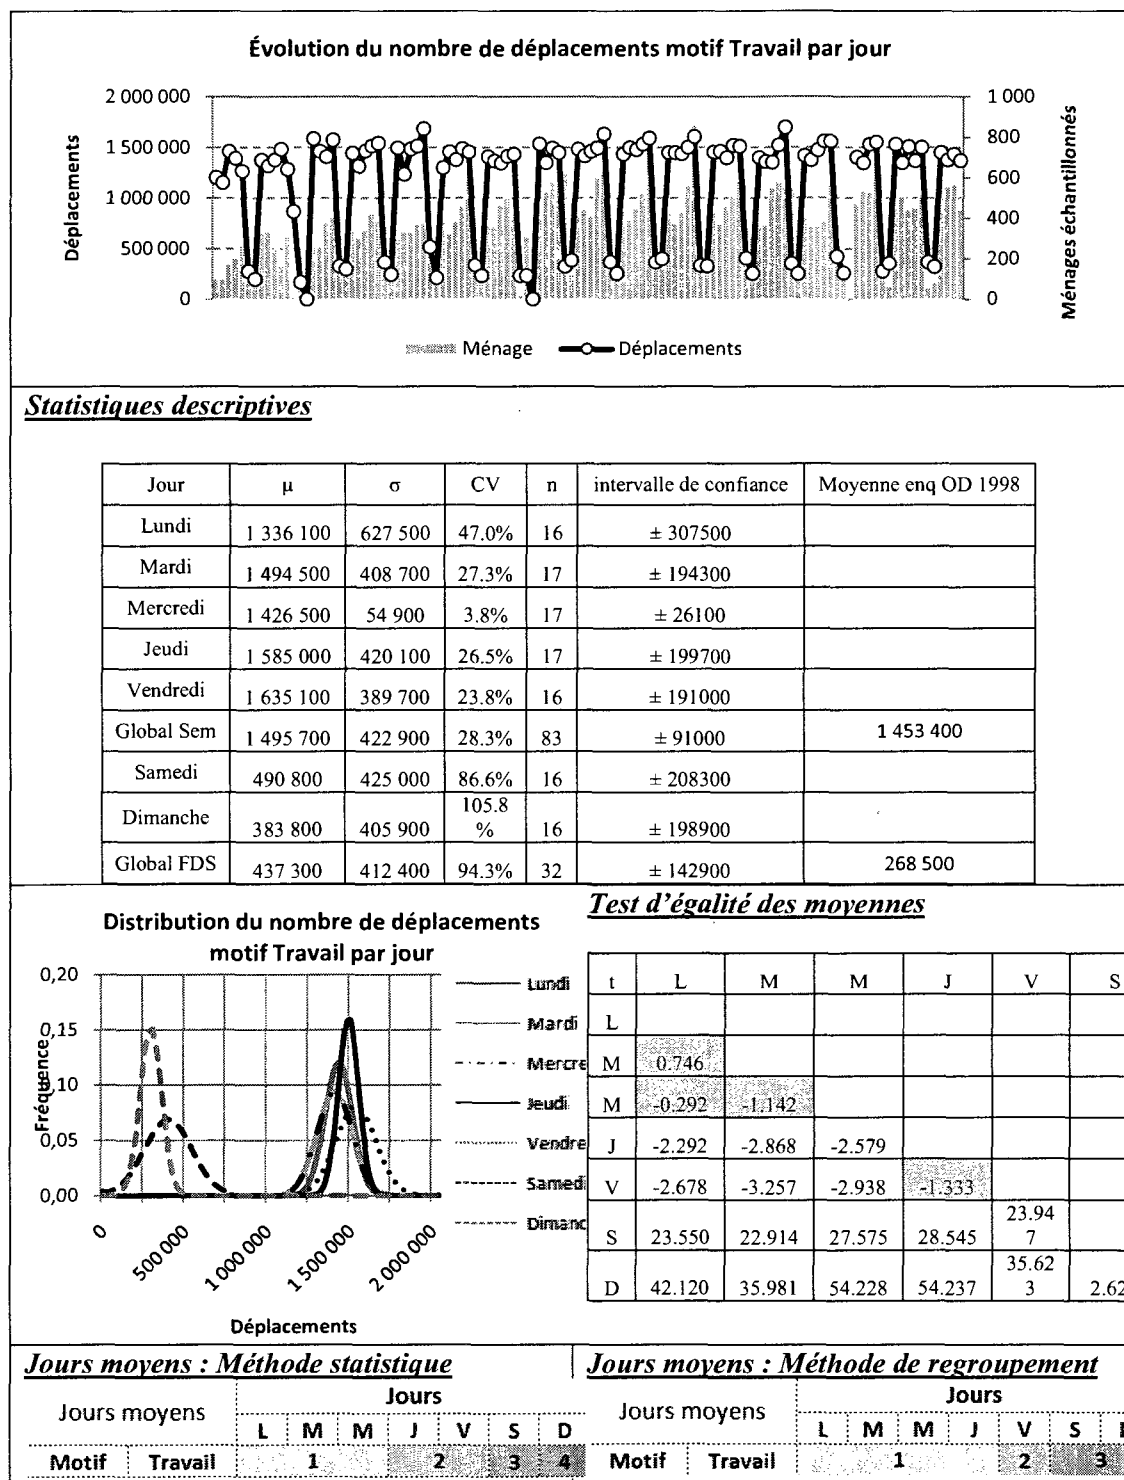 Évolution du nombre de déplacements motif Travail par jour
2 000 000
1 500 000
1 000 000
500 000
0
Déplacements
1 000
800
600
400
200
0
Ménages échantillonnés
Ménage Déplacements
Statistiques descriptives
Jour μ σ CV n intervalle de confiance Moyenne enq OD 1998
Lundi 1 336 100 627 500 47.0% 16 ± 307500
Mardi 1 494 500 408 700 27.3% 17 ± 194300
Mercredi 1 426 500 54 900 3.8% 17 ± 26100
Jeudi 1 585 000 420 100 26.5% 17 ± 199700
Vendredi 1 635 100 389 700 23.8% 16 ± 191000
Global Sem 1 495 700 422 900 28.3% 83 ± 91000 1 453 400
Samedi 490 800 425 000 86.6% 16 ± 208300
Dimanche 383 800 405 900 105.8 % 16 ± 198900
Global FDS 437 300 412 400 94.3% 32 ± 142900 268 500
Distribution du nombre de déplacements
motif Travail par jour
0,20
0,15
0,10
0,05
0,00
Fréquence
0
500 000
1 000 000
1 500 000
2 000 000
Déplacements
Lundi
Mardi
Mercre
Jeudi
Vendre
Samedi
Dimanc
Test d'égalité des moyennes
t L M M J V S
L
M 0.746
M -0.292 -1.142
J -2.292 -2.868 -2.579
V -2.678 -3.257 -2.938 -1.333
S 23.550 22.914 27.575 28.545 23.94 7
D 42.120 35.981 54.228 54.237 35.62 3 2.62
Jours moyens : Méthode statistique
Jours moyens Jours
L M M J V S D
Motif Travail 1 2 3 4
Jours moyens : Méthode de regroupement
Jours moyens Jours
L M M J V S
Motif Travail 1 2 3